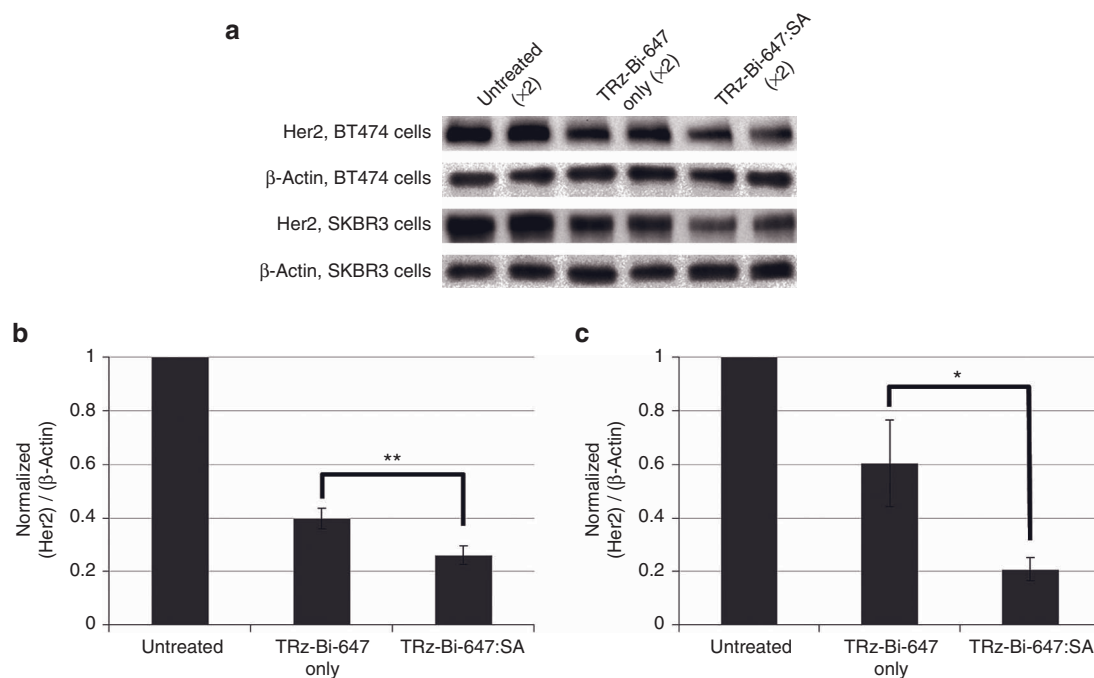 a
Untreated
(×2)
TRz-Bi-647
only (×2)
TRz-Bi-647:SA
(×2)
Her2, BT474 cells
β-Actin, BT474 cells
Her2, SKBR3 cells
β-Actin, SKBR3 cells
b
Normalized
(Her2) / (β-Actin)
1
0.8
0.6
0.4
0.2
0
**
Untreated
TRz-Bi-647
only
TRz-Bi-647:SA
c
Normalized
(Her2) / (β-Actin)
1
0.8
0.6
0.4
0.2
0
*
Untreated
TRz-Bi-647
only
TRz-Bi-647:SA